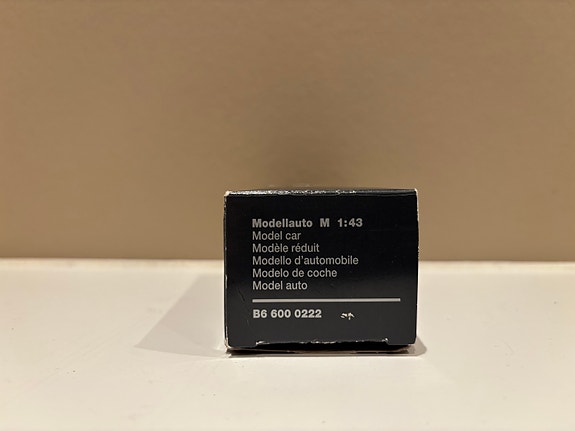 Modellauto M 1:43
Model car
Modèle réduit
Modello d'automobile
Modelo de coche
Model auto
B6 600 0222